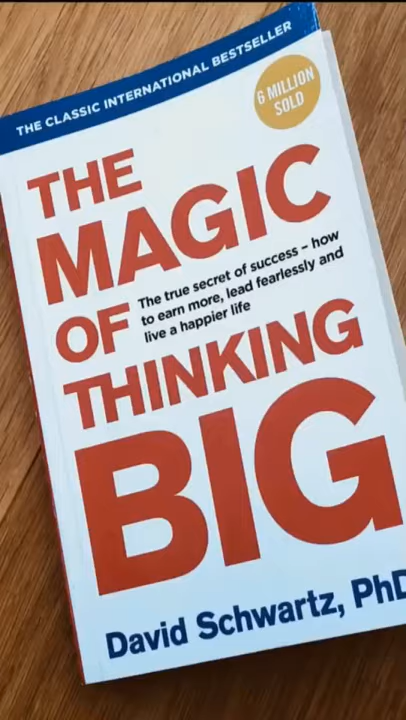 THE CLASSIC INTERNATIONAL BESTSELLER
6 MILLION
SOLD
THE
MAGIC
OF
The true secret of success – how
to earn more, lead fearlessly and
live a happier life
THINKING
BIG
David Schwartz, PhD